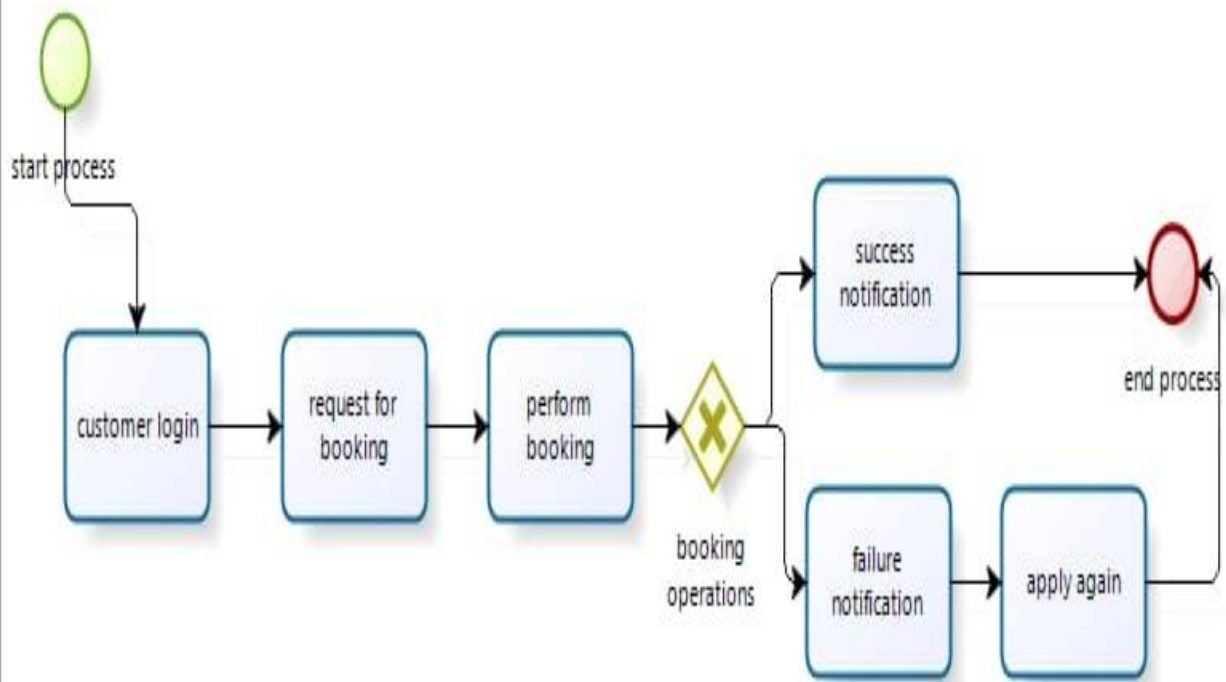 start process
customer login
request for
booking
perform
booking
booking
operations
success
notification
failure
notification
apply again
end process